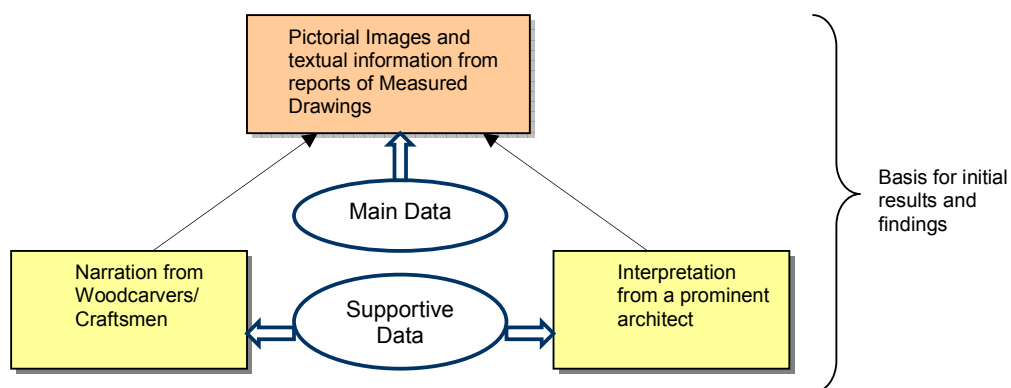 Pictorial Images and
textual information from
reports of Measured
Drawings
Main Data
Basis for initial
results and
findings
Narration from
Woodcarvers/
Craftsmen
Supportive
Data
Interpretation
from a prominent
architect